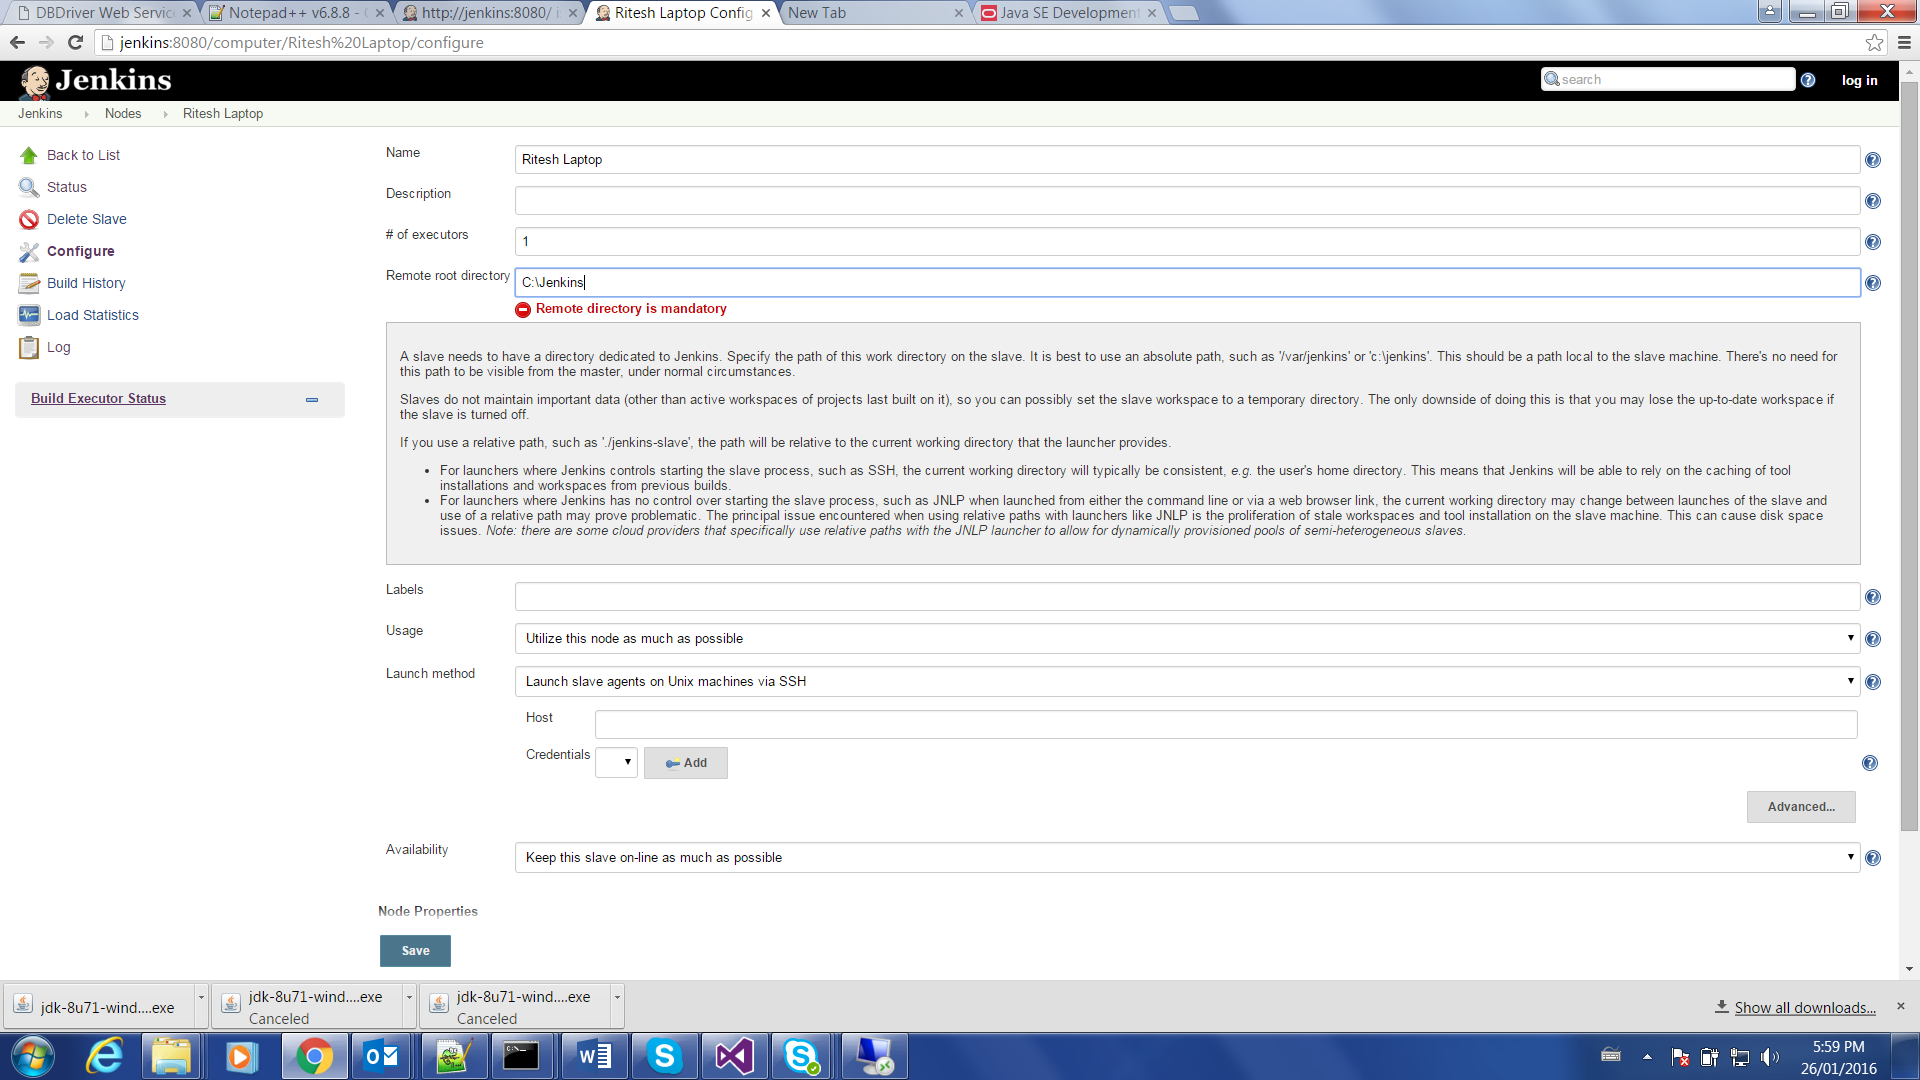 DBDriver Web Servic
Notepad++ v6.8.8 -
http://jenkins:8080/
Ritesh Laptop Config
New Tab
Java SE Development
jenkins:8080/computer/Ritesh%20Laptop/configure
Jenkins
search
log in
Jenkins
Nodes
Ritesh Laptop
Back to List
Status
Delete Slave
Configure
Build History
Load Statistics
Log
Build Executor Status
Name
Ritesh Laptop
Description
# of executors
1
Remote root directory
C:\Jenkins
Remote directory is mandatory
A slave needs to have a directory dedicated to Jenkins. Specify the path of this work directory on the slave. It is best to use an absolute path, such as '/var/jenkins' or 'c:\jenkins'. This should be a path local to the slave machine. There's no need for
this path to be visible from the master, under normal circumstances.
Slaves do not maintain important data (other than active workspaces of projects last built on it), so you can possibly set the slave workspace to a temporary directory. The only downside of doing this is that you may lose the up-to-date workspace if
the slave is turned off.
If you use a relative path, such as './jenkins-slave', the path will be relative to the current working directory that the launcher provides.
• For launchers where Jenkins controls starting the slave process, such as SSH, the current working directory will typically be consistent, e.g. the user's home directory. This means that Jenkins will be able to rely on the caching of tool
installations and workspaces from previous builds.
• For launchers where Jenkins has no control over starting the slave process, such as JNLP when launched from either the command line or via a web browser link, the current working directory may change between launches of the slave and
use of a relative path may prove problematic. The principal issue encountered when using relative paths with launchers like JNLP is the proliferation of stale workspaces and tool installation on the slave machine. This can cause disk space
issues. Note: there are some cloud providers that specifically use relative paths with the JNLP launcher to allow for dynamically provisioned pools of semi-heterogeneous slaves.
Labels
Usage
Utilize this node as much as possible
Launch method
Launch slave agents on Unix machines via SSH
Host
Credentials
Add
Advanced...
Availability
Keep this slave on-line as much as possible
Node Properties
Save
jdk-8u71-wind....exe
jdk-8u71-wind....exe
Canceled
jdk-8u71-wind....exe
Canceled
Show all downloads...
5:59 PM
26/01/2016